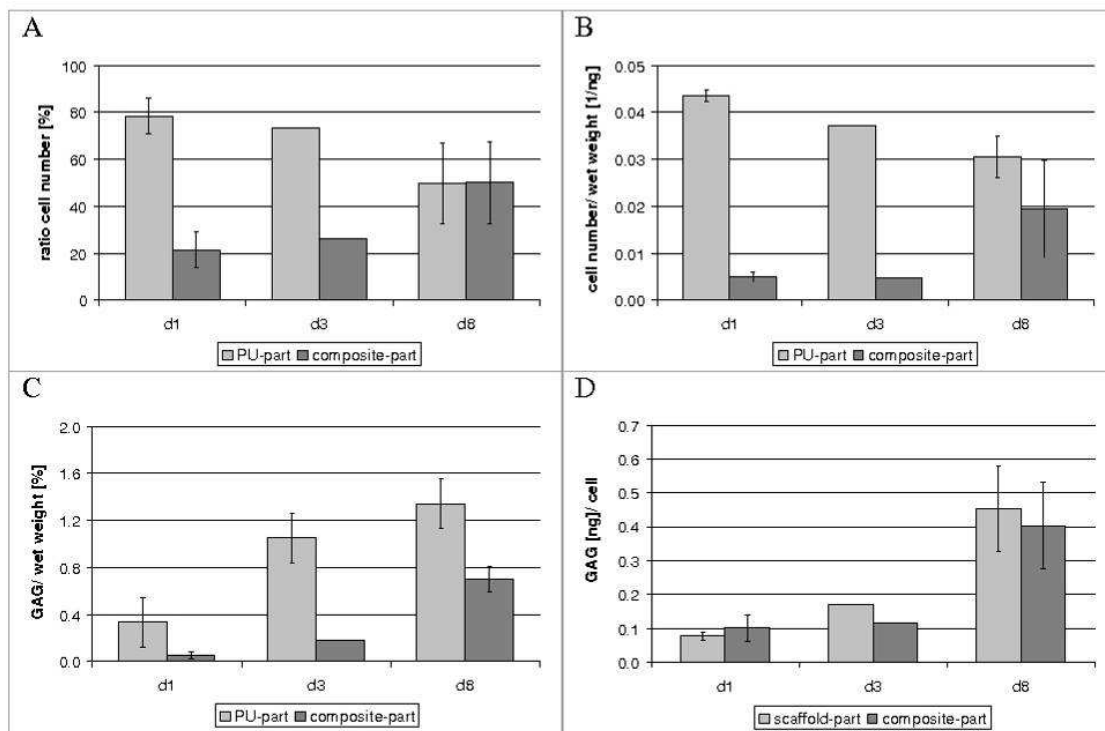 A
ratio cell number [%]
100
80
60
40
20
0
d1 d3 d8
PU-part composite-part
B
cell number/ wet weight [1/ng]
0.05
0.04
0.03
0.02
0.01
0.00
d1 d3 d8
PU-part composite-part
C
GAG/ wet weight [%]
2.0
1.6
1.2
0.8
0.4
0.0
d1 d3 d8
PU-part composite-part
D
GAG [ng]/ cell
0.7
0.6
0.5
0.4
0.3
0.2
0.1
0.0
d1 d3 d8
scaffold-part composite-part